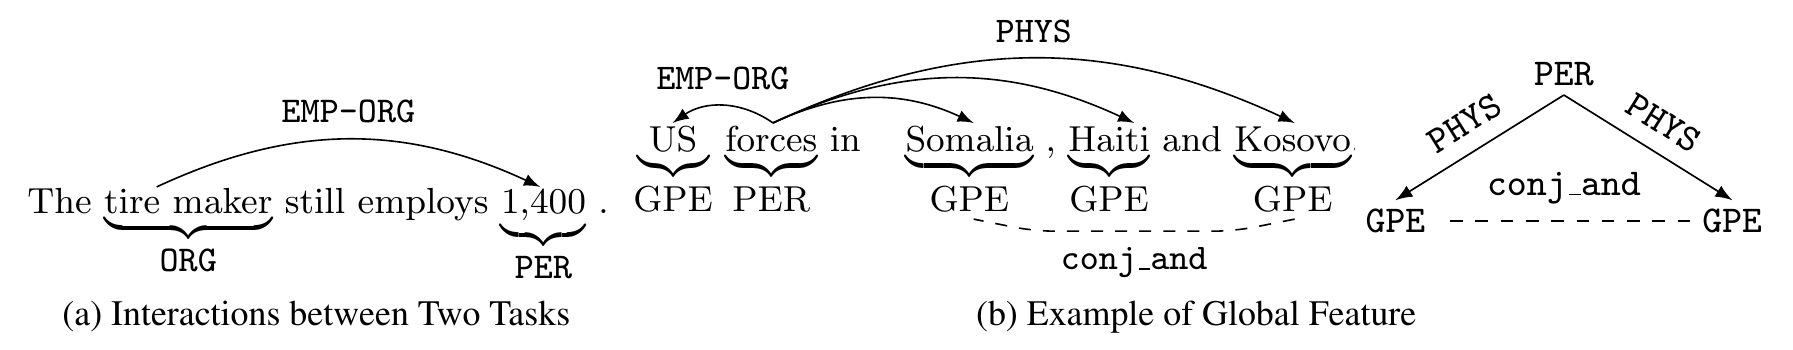 EMP-ORG
The tire maker still employs 1,400 .
ORG
PER
(a) Interactions between Two Tasks
PHYS
EMP-ORG
US forces in Somalia , Haiti and Kosovo.
GPE PER GPE GPE GPE
conj_and
PER
PHYS PHYS
conj_and
GPE GPE
(b) Example of Global Feature